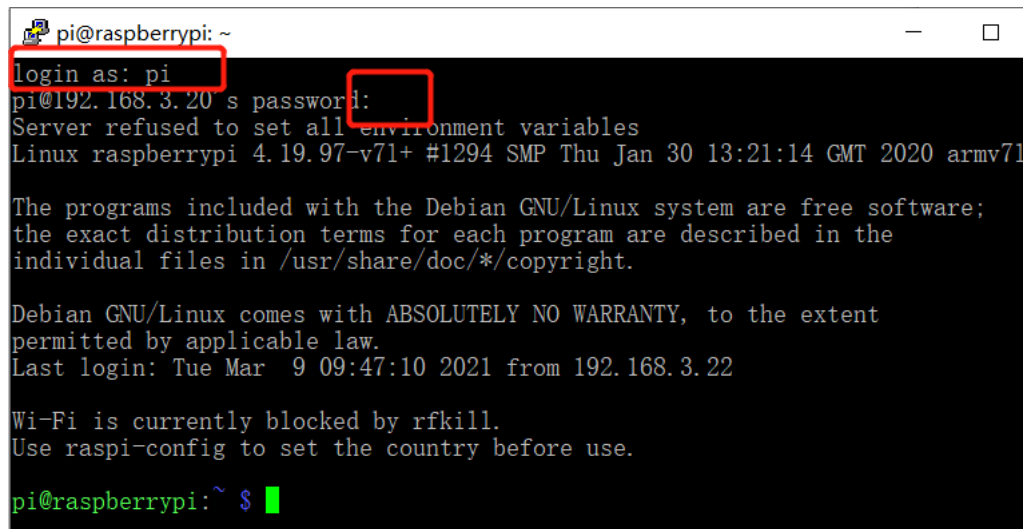 pi@raspberrypi: ~
login as: pi
pi@192.168.3.20's password:
Server refused to set all environment variables
Linux raspberrypi 4.19.97-v7l+ #1294 SMP Thu Jan 30 13:21:14 GMT 2020 armv7l
The programs included with the Debian GNU/Linux system are free software;
the exact distribution terms for each program are described in the
individual files in /usr/share/doc/*/copyright.
Debian GNU/Linux comes with ABSOLUTELY NO WARRANTY, to the extent
permitted by applicable law.
Last login: Tue Mar  9 09:47:10 2021 from 192.168.3.22
Wi-Fi is currently blocked by rfkill.
Use raspi-config to set the country before use.
pi@raspberrypi:~ $